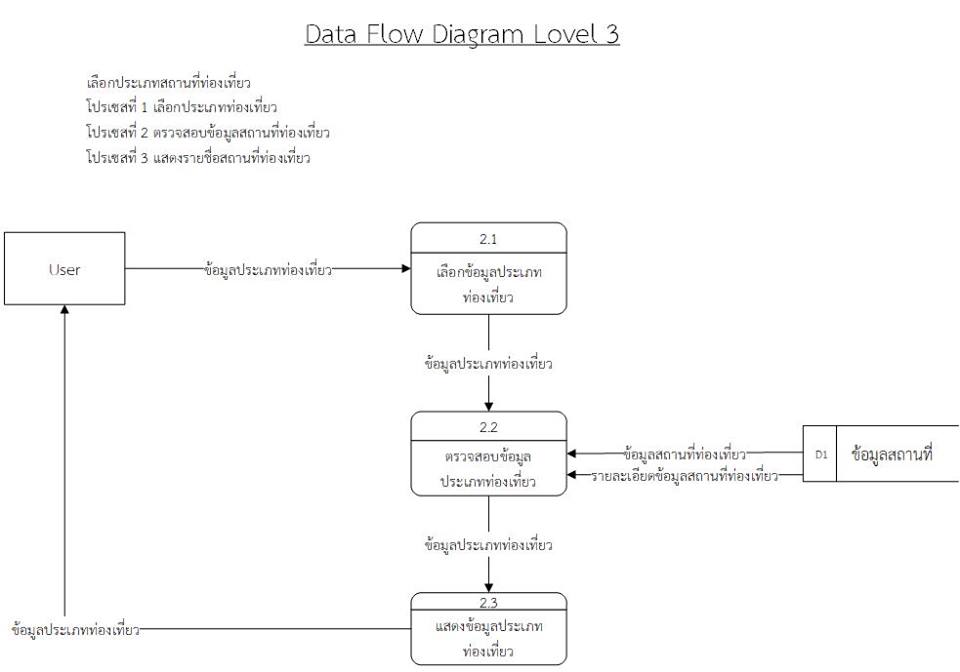 Data Flow Diagram Lovel 3
เลือกประเภทสถานที่ท่องเที่ยว
โปรเซสที่ 1 เลือกประเภทท่องเที่ยว
โปรเซสที่ 2 ตรวจสอบข้อมูลสถานที่ท่องเที่ยว
โปรเซสที่ 3 แสดงรายชื่อสถานที่ท่องเที่ยว
User
ข้อมูลประเภทท่องเที่ยว
2.1
เลือกข้อมูลประเภท
ท่องเที่ยว
ข้อมูลประเภทท่องเที่ยว
2.2
ตรวจสอบข้อมูล
ประเภทท่องเที่ยว
ข้อมูลสถานที่ท่องเที่ยว
รายละเอียดข้อมูลสถานที่ท่องเที่ยว
D1
ข้อมูลสถานที่
ข้อมูลประเภทท่องเที่ยว
2.3
แสดงข้อมูลประเภท
ท่องเที่ยว
ข้อมูลประเภทท่องเที่ยว